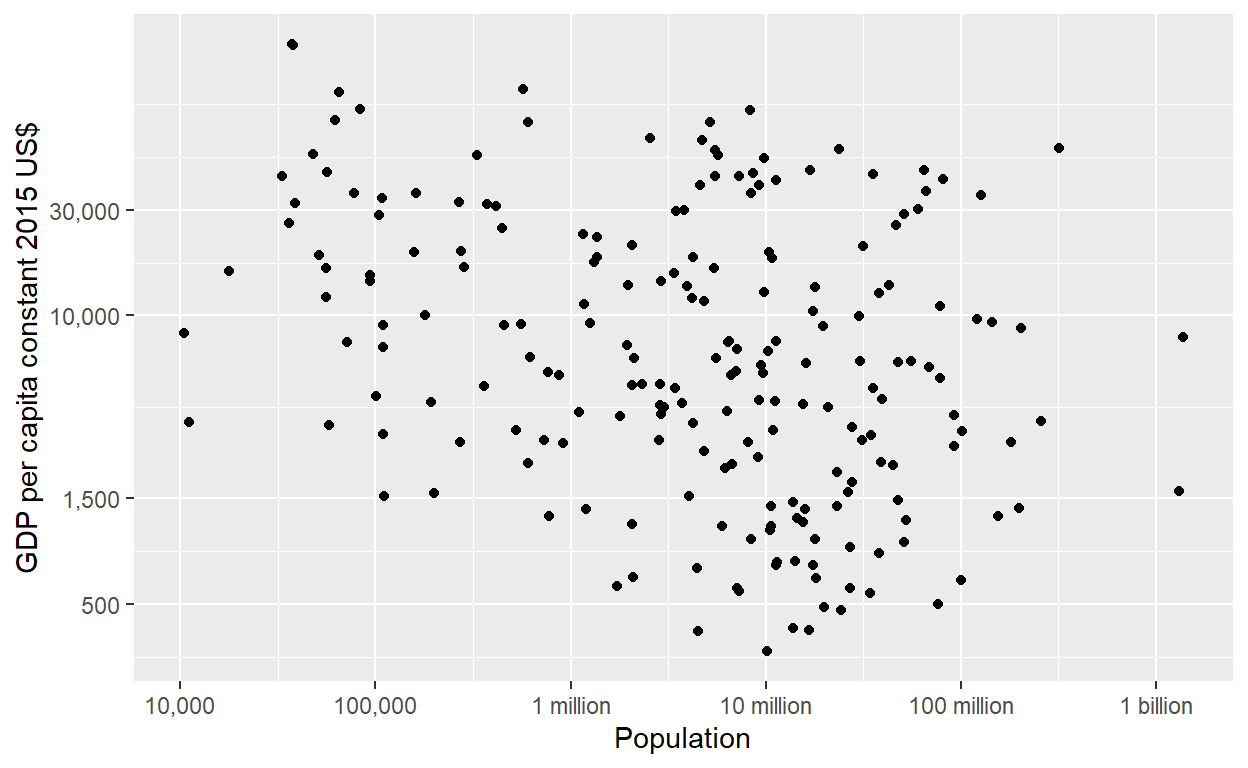 GDP per capita constant 2015 US$
30,000
10,000
1,500
500
10,000
100,000
1 million
10 million
100 million
1 billion
Population